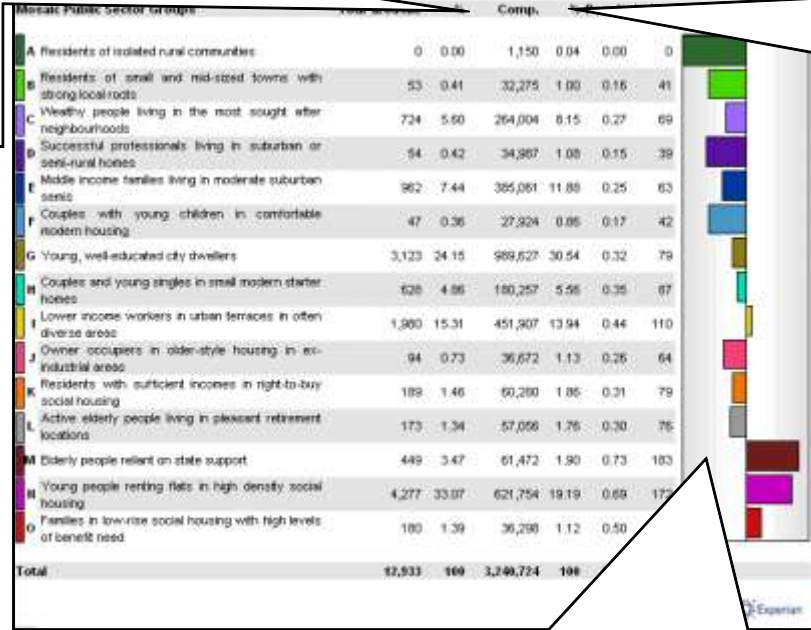 Mosaic Public Sector Groups % Comp. %
A Residents of isolated rural communities 0 0.00 1,150 0.04 0.00 0
B Residents of small and mid-sized towns with strong local roots 53 0.41 32,275 1.00 0.16 41
C Wealthy people living in the most sought after neighbourhoods 724 5.60 264,004 8.15 0.27 69
D Successful professionals living in suburban or semi-rural homes 54 0.42 34,987 1.08 0.15 39
E Middle income families living in moderate suburban semis 962 7.44 385,061 11.88 0.25 63
F Couples with young children in comfortable modern housing 47 0.36 27,924 0.86 0.17 42
G Young, well-educated city dwellers 3,123 24.15 989,627 30.54 0.32 79
H Couples and young singles in small modern starter homes 628 4.86 180,257 5.56 0.35 87
I Lower income workers in urban terraces in often diverse areas 1,980 15.31 451,907 13.94 0.44 110
J Owner occupiers in older-style housing in ex-industrial areas 94 0.73 36,672 1.13 0.26 64
K Residents with sufficient incomes in right-to-buy social housing 189 1.46 60,280 1.86 0.31 79
L Active elderly people living in pleasant retirement locations 173 1.34 57,056 1.76 0.30 76
M Elderly people reliant on state support 449 3.47 61,472 1.90 0.73 183
N Young people renting flats in high density social housing 4,277 33.07 621,754 19.19 0.69 172
O Families in low-rise social housing with high levels of benefit need 180 1.39 36,298 1.12 0.50
Total 12,933 100 3,240,724 100
Experian